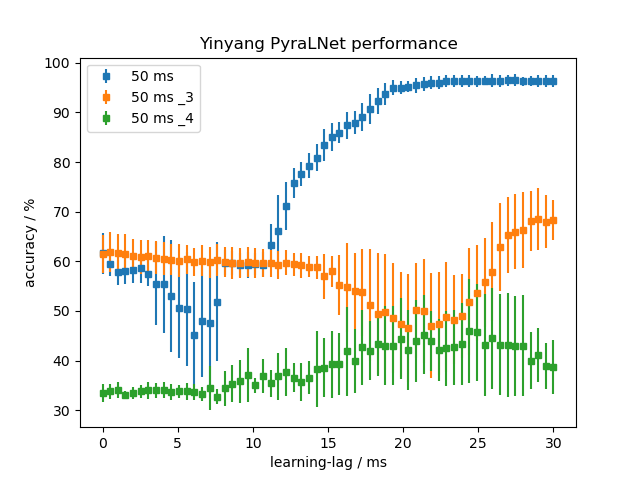 Yinyang PyraLNet performance
accuracy / %
100
90
80
70
60
50
40
30
50 ms
50 ms _3
50 ms _4
0
5
10
15
20
25
30
learning-lag / ms